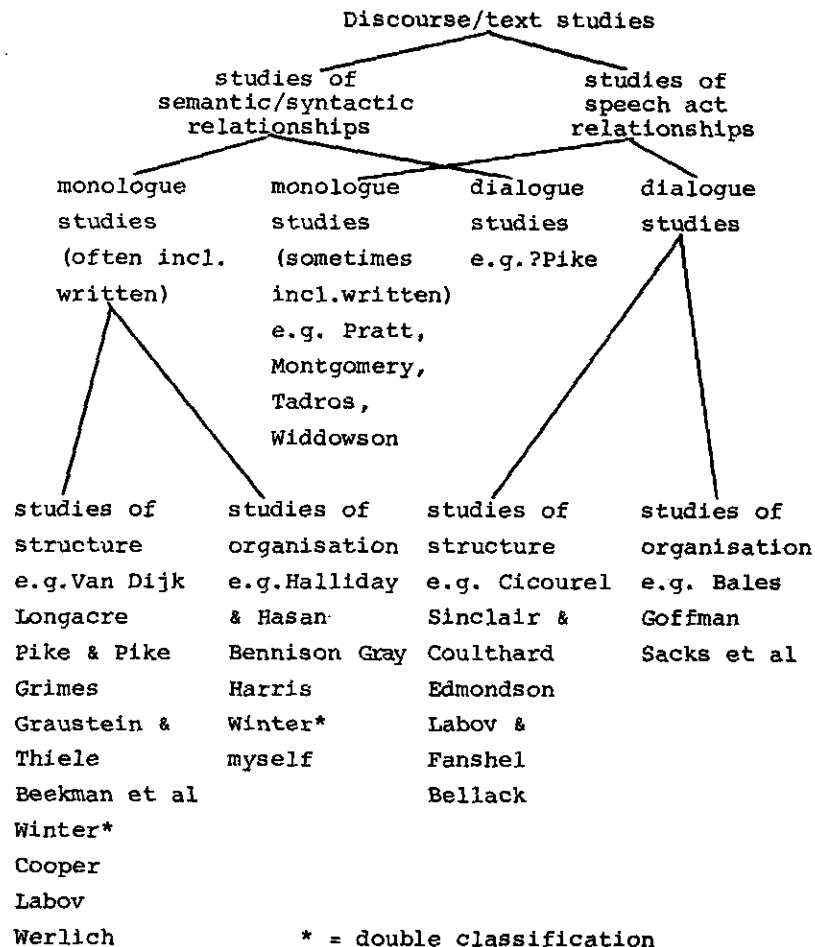 Discourse/text studies
studies of
semantic/syntactic
relationships
studies of
speech act
relationships
monologue
studies
(often incl.
written)
monologue
studies
(sometimes
incl.written)
e.g. Pratt,
Montgomery,
Tadros,
Widdowson
dialogue
studies
e.g.?Pike
dialogue
studies
studies of
structure
e.g.Van Dijk
Longacre
Pike & Pike
Grimes
Graustein &
Thiele
Beekman et al
Winter*
Cooper
Labov
Werlich
studies of
organisation
e.g.Halliday
& Hasan
Bennison Gray
Harris
Winter*
myself
studies of
structure
e.g. Cicourel
Sinclair &
Coulthard
Edmondson
Labov &
Fanshel
Bellack
studies of
organisation
e.g. Bales
Goffman
Sacks et al
* = double classification